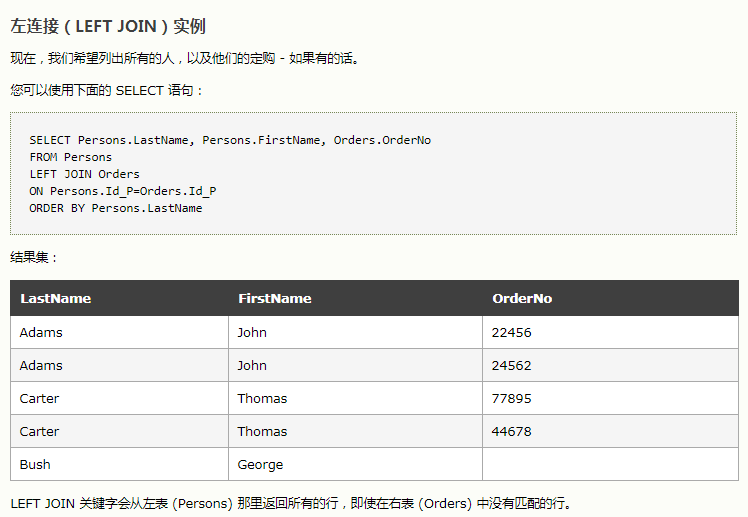 左连接（LEFT JOIN）实例
现在，我们希望列出所有的人，以及他们的定购 - 如果有的话。
您可以使用下面的 SELECT 语句：
SELECT Persons.LastName, Persons.FirstName, Orders.OrderNo
FROM Persons
LEFT JOIN Orders
ON Persons.Id_P=Orders.Id_P
ORDER BY Persons.LastName
结果集：
LastName FirstName OrderNo
Adams John 22456
Adams John 24562
Carter Thomas 77895
Carter Thomas 44678
Bush George
LEFT JOIN 关键字会从左表 (Persons) 那里返回所有的行，即使在右表 (Orders) 中没有匹配的行。